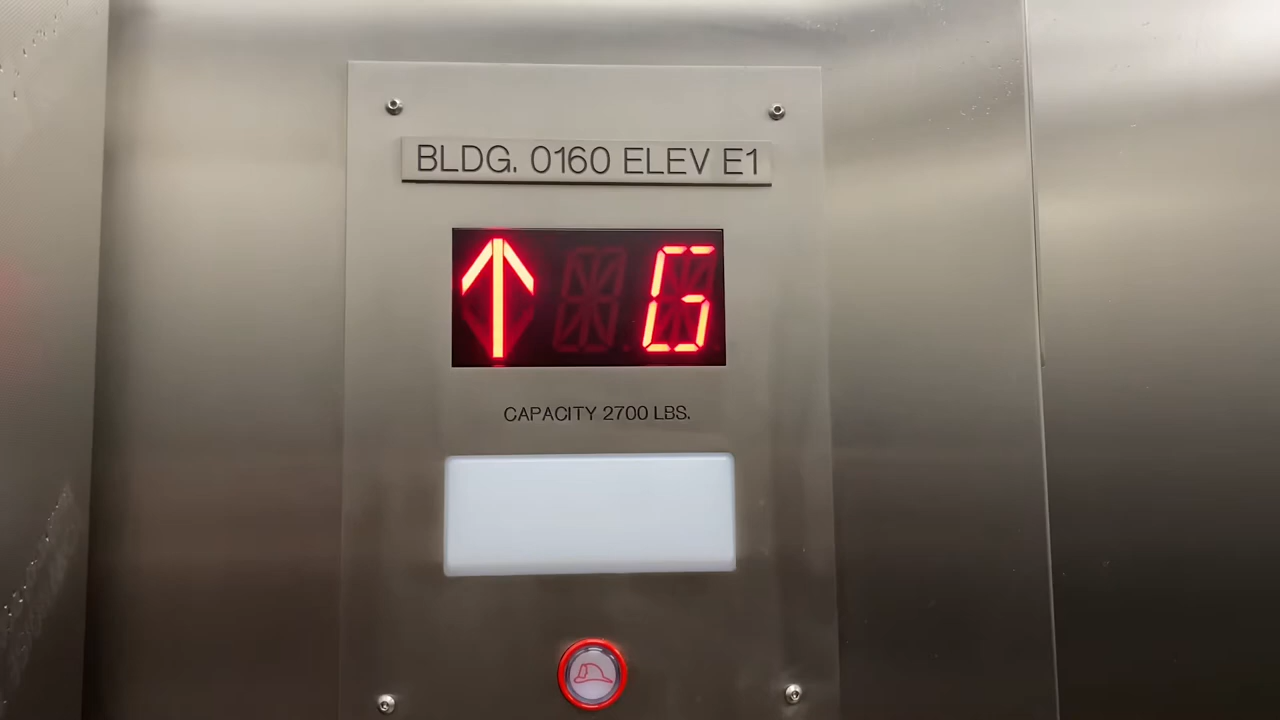 BLDG. 0160 ELEV E1
↑ G
CAPACITY 2700 LBS.